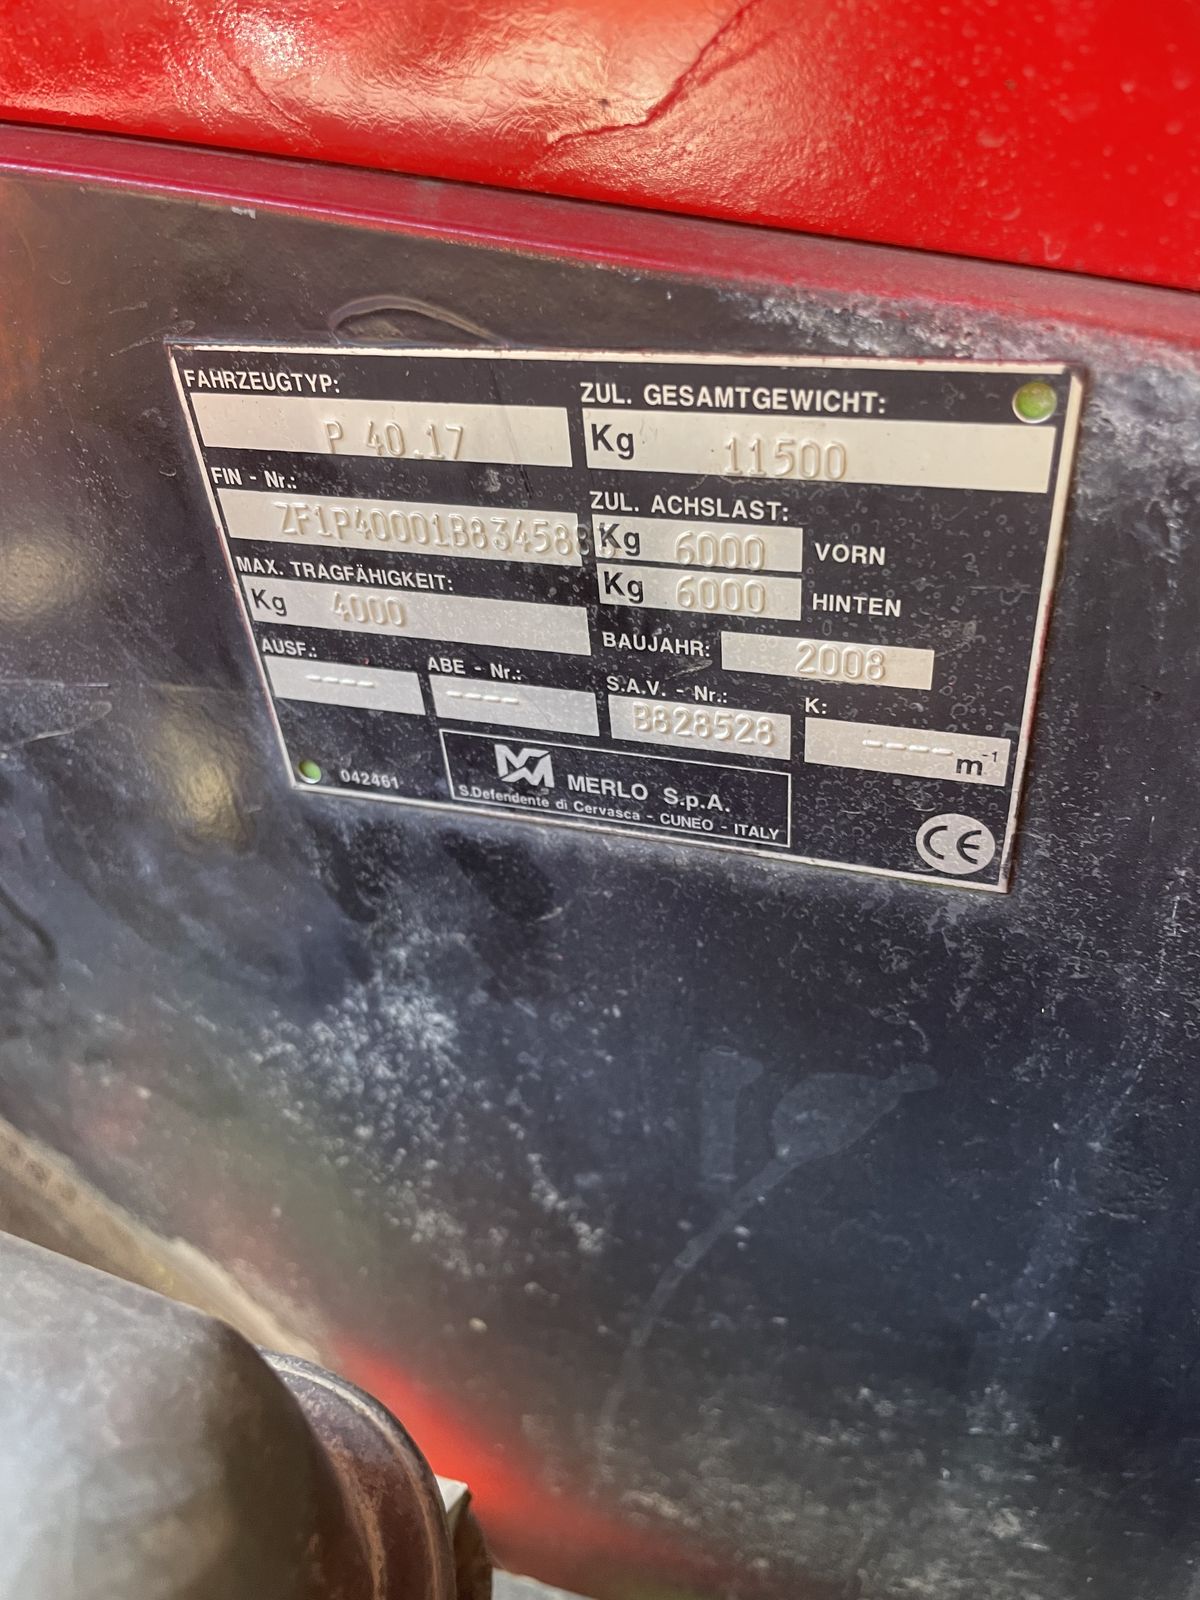 FAHRZEUGTYP:
P 40.17
ZUL. GESAMTGEWICHT:
Kg 11500
FIN - Nr.:
ZUL. ACHSLAST:
Kg 6000 VORN
Kg 6000 HINTEN
MAX. TRAGFÄHIGKEIT:
Kg 4000
BAUJAHR: 2008
AUSF.:
----
ABE - Nr.:
----
S.A.V. - Nr.:
B828528
K:
---- m-1
042461
MERLO S.p.A.
S.Defendente di Cervasca - CUNEO - ITALY
CE